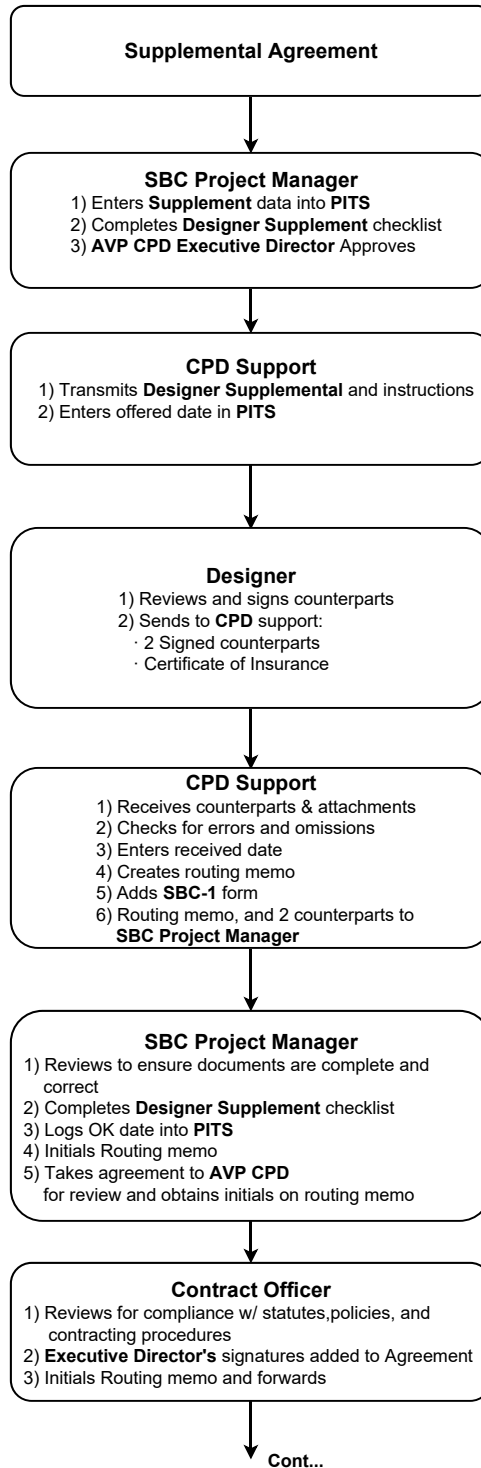 Supplemental Agreement
SBC Project Manager
1) Enters Supplement data into PITS
2) Completes Designer Supplement checklist
3) AVP CPD Executive Director Approves
CPD Support
1) Transmits Designer Supplemental and instructions
2) Enters offered date in PITS
Designer
1) Reviews and signs counterparts
2) Sends to CPD support:
· 2 Signed counterparts
· Certificate of Insurance
CPD Support
1) Receives counterparts & attachments
2) Checks for errors and omissions
3) Enters received date
4) Creates routing memo
5) Adds SBC-1 form
6) Routing memo, and 2 counterparts to
SBC Project Manager
SBC Project Manager
1) Reviews to ensure documents are complete and
correct
2) Completes Designer Supplement checklist
3) Logs OK date into PITS
4) Initials Routing memo
5) Takes agreement to AVP CPD
for review and obtains initials on routing memo
Contract Officer
1) Reviews for compliance w/ statutes,policies, and
contracting procedures
2) Executive Director's signatures added to Agreement
3) Initials Routing memo and forwards
Cont...